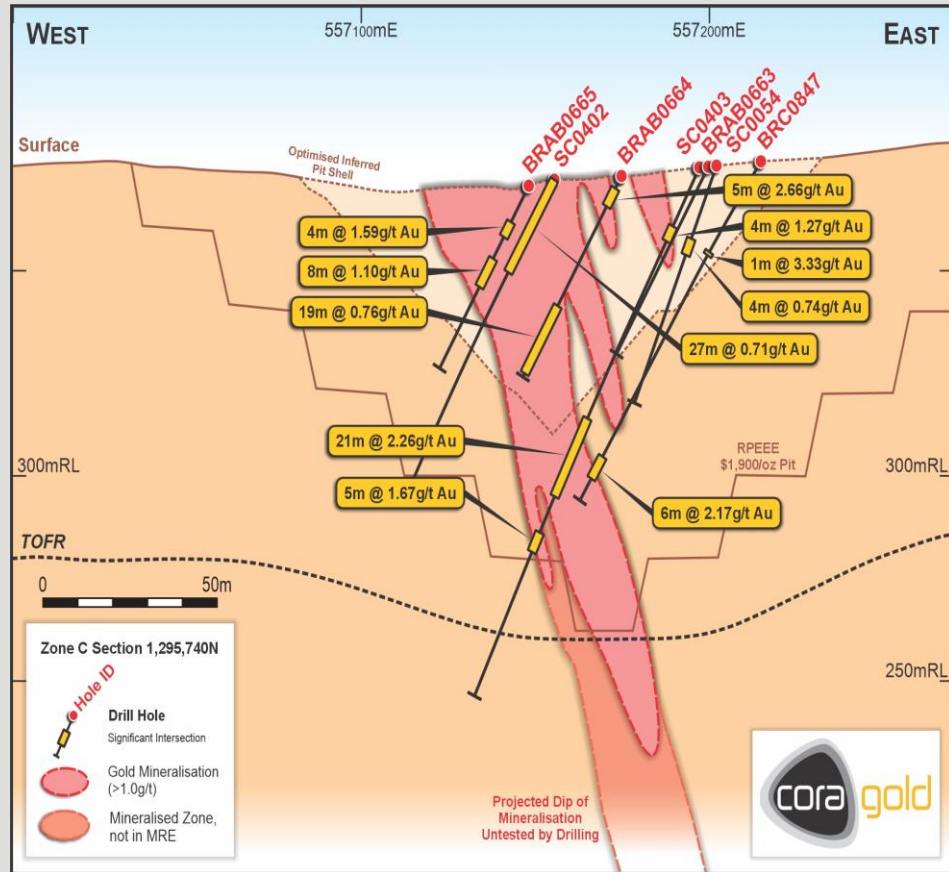 WEST
557100mE
557200mE
EAST
BRAB0665
SC0402
BRAB0664
SC0403
BRAB0663
SC0054
BRC0847
Surface
Optimised Inferred
Pit Shell
5m @ 2.66g/t Au
4m @ 1.59g/t Au
4m @ 1.27g/t Au
8m @ 1.10g/t Au
1m @ 3.33g/t Au
19m @ 0.76g/t Au
4m @ 0.74g/t Au
27m @ 0.71g/t Au
21m @ 2.26g/t Au
RPEEE
$1,900/oz Pit
300mRL
300mRL
5m @ 1.67g/t Au
6m @ 2.17g/t Au
TOFR
0
50m
Zone C Section 1,295,740N
Hole ID
Drill Hole
Significant Intersection
Gold Mineralisation
(>1.0g/t)
Mineralised Zone,
not in MRE
250mRL
Projected Dip of
Mineralisation
Untested by Drilling
cora gold